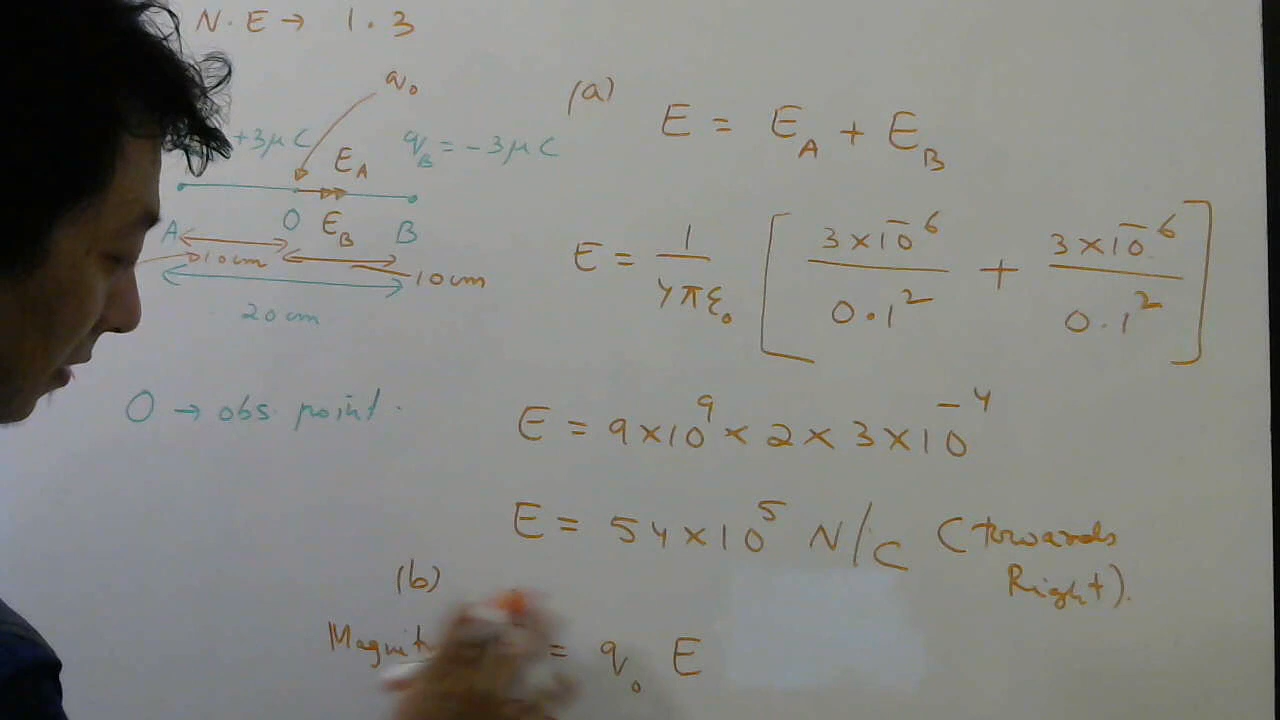 N.E → 1.3
q₀
+3μC
q_B = -3μC
E_A
A
O
E_B
B
10cm
10cm
20cm
O → obs. point.
(a)
E = E_A + E_B
E = 1/4πε₀ [ 3×10⁻⁶/0.1² + 3×10⁻⁶/0.1² ]
E = 9×10⁹ × 2 × 3×10⁻⁴
E = 54×10⁵ N/C (towards
Right).
(b)
= q₀ E